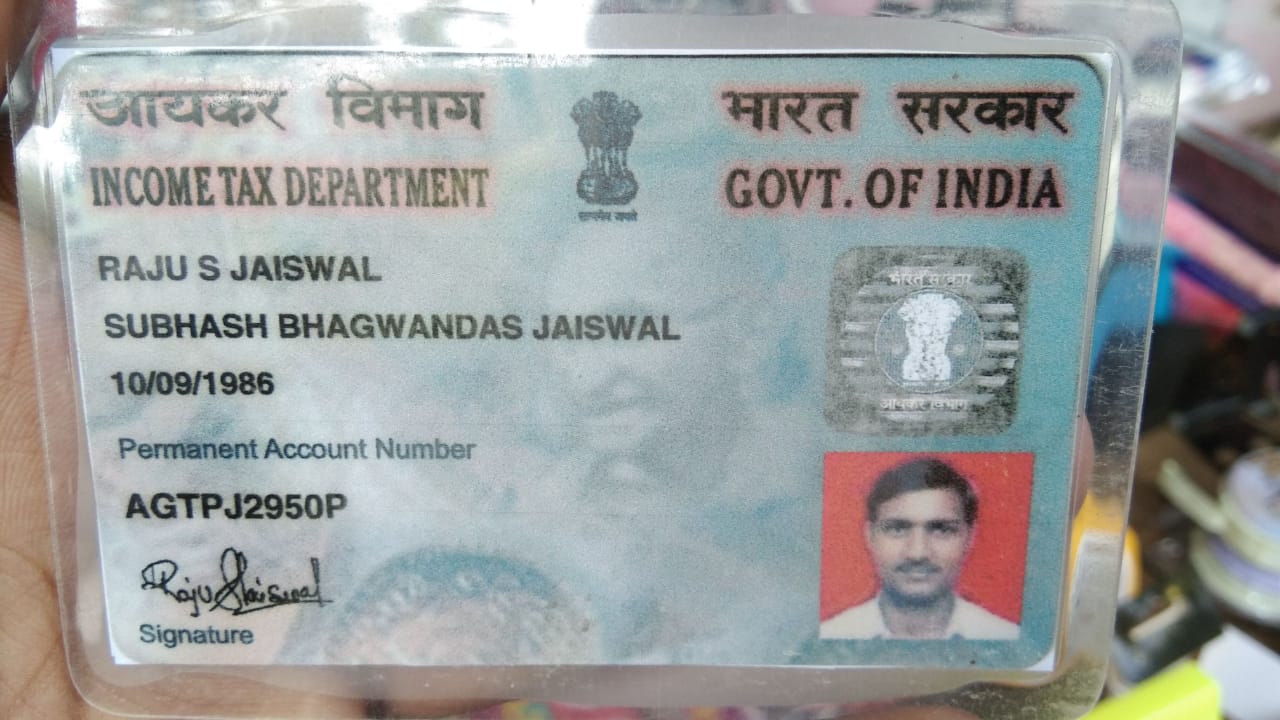 आयकर विभाग
INCOME TAX DEPARTMENT
भारत सरकार
GOVT. OF INDIA
सत्यमेव जयते
RAJU S JAISWAL
SUBHASH BHAGWANDAS JAISWAL
10/09/1986
भारत सरकार
आयकर विभाग
Permanent Account Number
AGTPJ2950P
Raju S Jaiswal
Signature